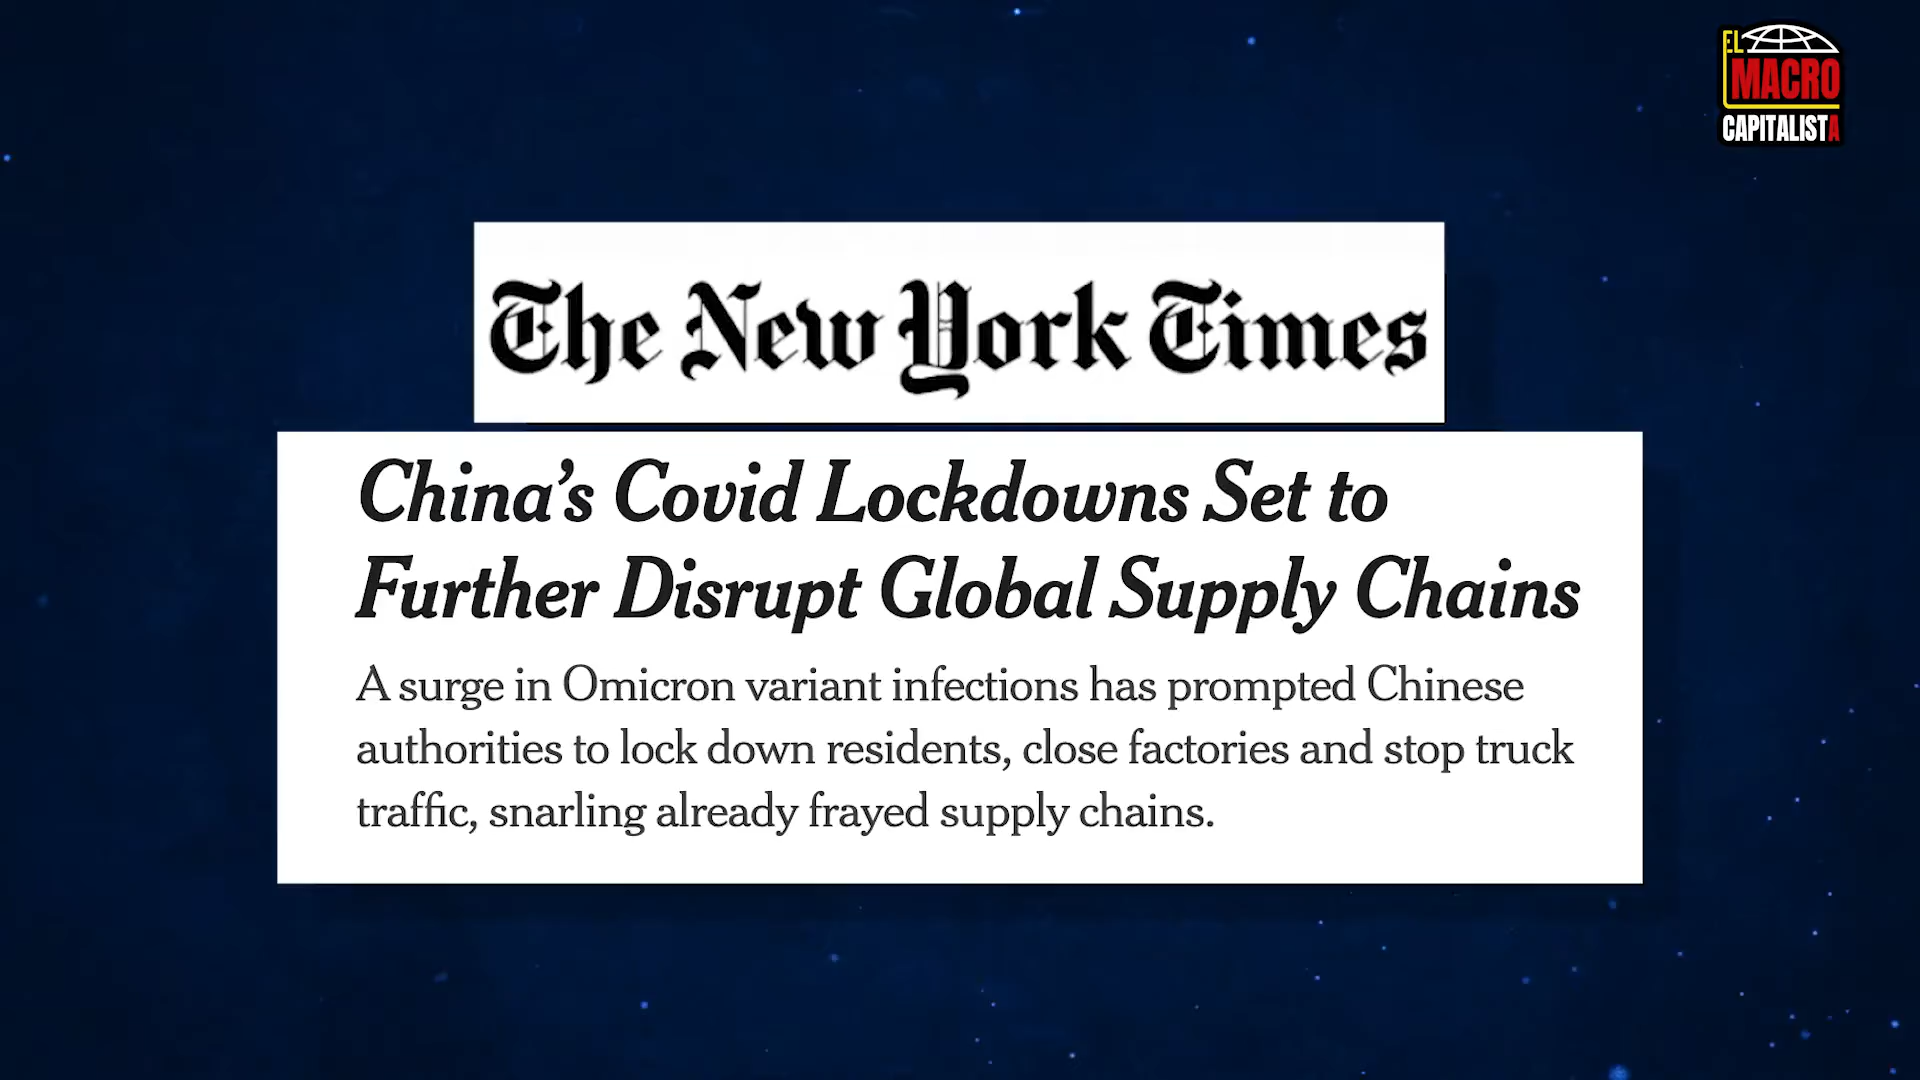 EL
MACRO
CAPITALISTA
The New York Times
China’s Covid Lockdowns Set to
Further Disrupt Global Supply Chains
A surge in Omicron variant infections has prompted Chinese
authorities to lock down residents, close factories and stop truck
traffic, snarling already frayed supply chains.